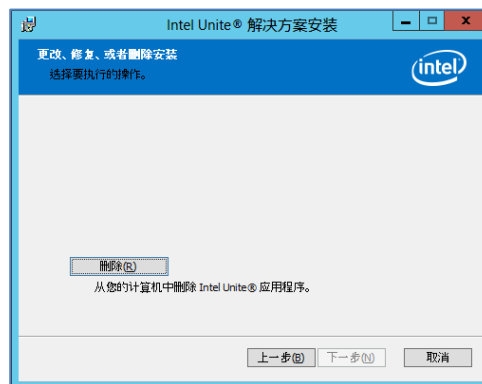 Intel Unite® 解决方案安装
更改、修复、或者删除安装
选择要执行的操作。
intel
删除(R)
从您的计算机中删除 Intel Unite® 应用程序。
上一步(B) 下一步(N) 取消